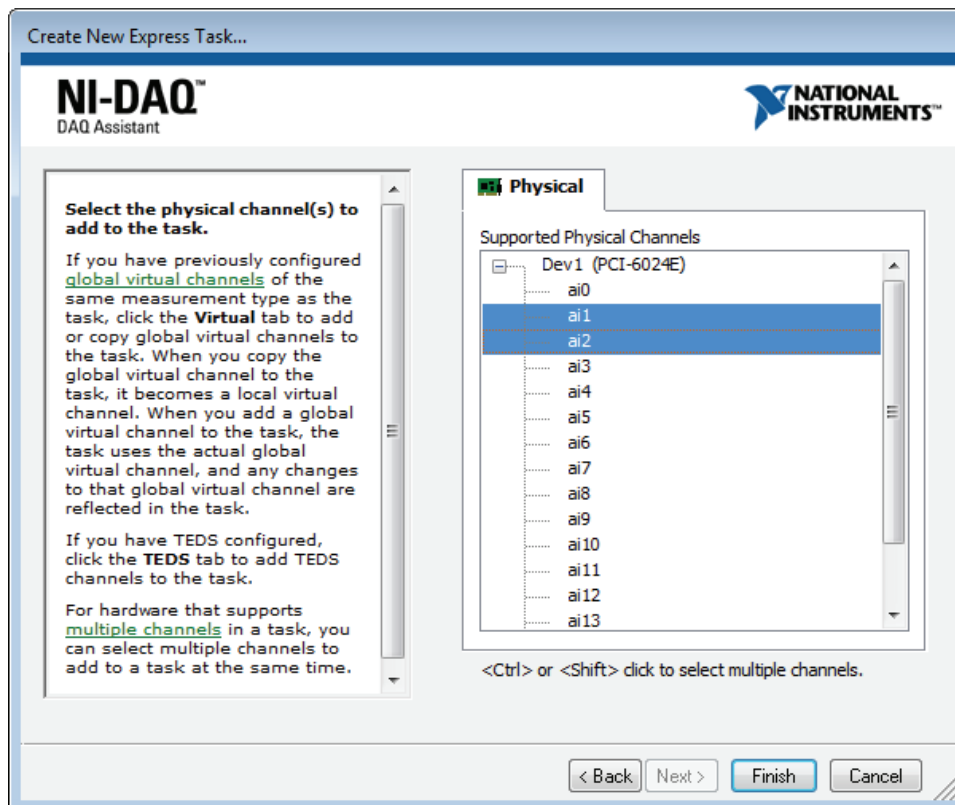 Create New Express Task...
NI-DAQ™
DAQ Assistant
NATIONAL
INSTRUMENTS™
Select the physical channel(s) to
add to the task.
If you have previously configured
global virtual channels of the
same measurement type as the
task, click the Virtual tab to add
or copy global virtual channels to
the task. When you copy the
global virtual channel to the
task, it becomes a local virtual
channel. When you add a global
virtual channel to the task, the
task uses the actual global
virtual channel, and any changes
to that global virtual channel are
reflected in the task.
If you have TEDS configured,
click the TEDS tab to add TEDS
channels to the task.
For hardware that supports
multiple channels in a task, you
can select multiple channels to
add to a task at the same time.
Physical
Supported Physical Channels
Dev1 (PCI-6024E)
ai0
ai1
ai2
ai3
ai4
ai5
ai6
ai7
ai8
ai9
ai10
ai11
ai12
ai13
<Ctrl> or <Shift> click to select multiple channels.
< Back
Next >
Finish
Cancel